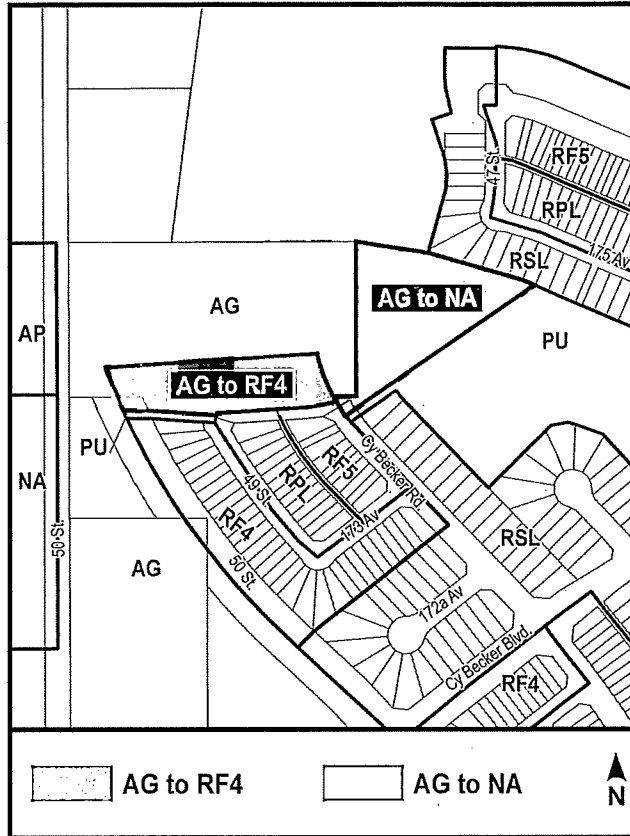 RF5
47 St.
RPL
175 Av
RSL
AG to NA
AG
AP
PU
AG to RF4
PU
NA
Cy Becker Rd.
RF5
RPL
49 St.
RF4
173 Av
50 St.
RSL
50 St.
AG
172a Av
Cy Becker Blvd.
RF4
AG to RF4
AG to NA
N